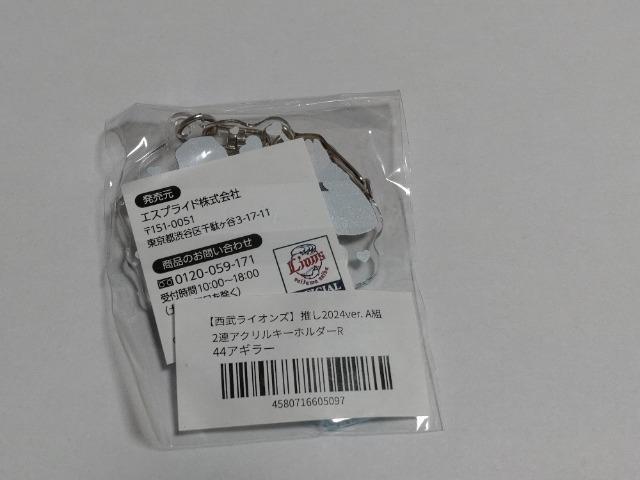 発売元
エスプライド株式会社
〒151-0051
東京都渋谷区千駄ヶ谷3-17-11
商品のお問い合わせ
0120-059-171
受付時間10:00~18:00
Lions
【西武ライオンズ】推し2024ver. A組
2連アクリルキーホルダーR
44アギラー
4580716605097